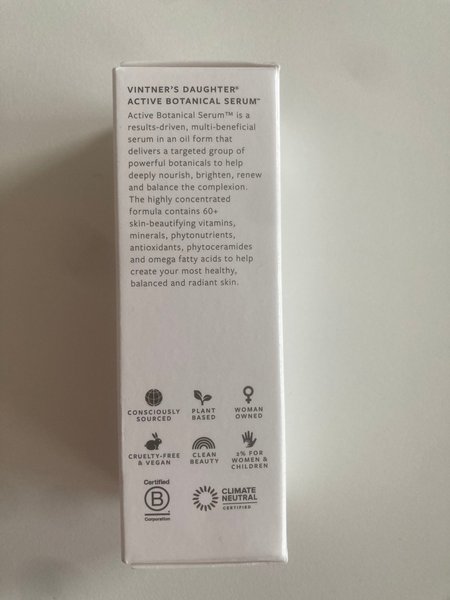 VINTNER'S DAUGHTER®
ACTIVE BOTANICAL SERUM™
Active Botanical Serum™ is a
results-driven, multi-beneficial
serum in an oil form that
delivers a targeted group of
powerful botanicals to help
deeply nourish, brighten, renew
and balance the complexion.
The highly concentrated
formula contains 60+
skin-beautifying vitamins,
minerals, phytonutrients,
antioxidants, phytoceramides
and omega fatty acids to help
create your most healthy,
balanced and radiant skin.
CONSCIOUSLY
SOURCED
PLANT
BASED
WOMAN
OWNED
CRUELTY-FREE
& VEGAN
CLEAN
BEAUTY
2% FOR
WOMEN &
CHILDREN
Certified
B
Corporation
CLIMATE
NEUTRAL
CERTIFIED